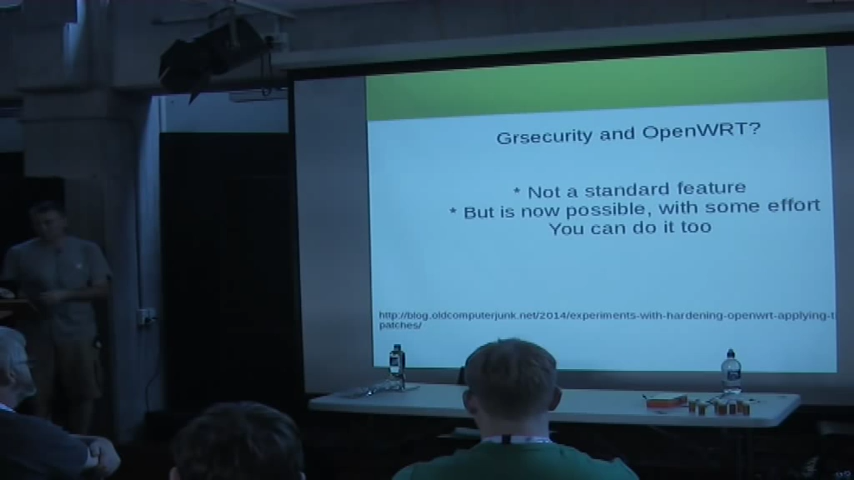 Grsecurity and OpenWRT?
* Not a standard feature
* But is now possible, with some effort
You can do it too
http://blog.oldcomputerjunk.net/2014/experiments-with-hardening-openwrt-applying-t
patches/